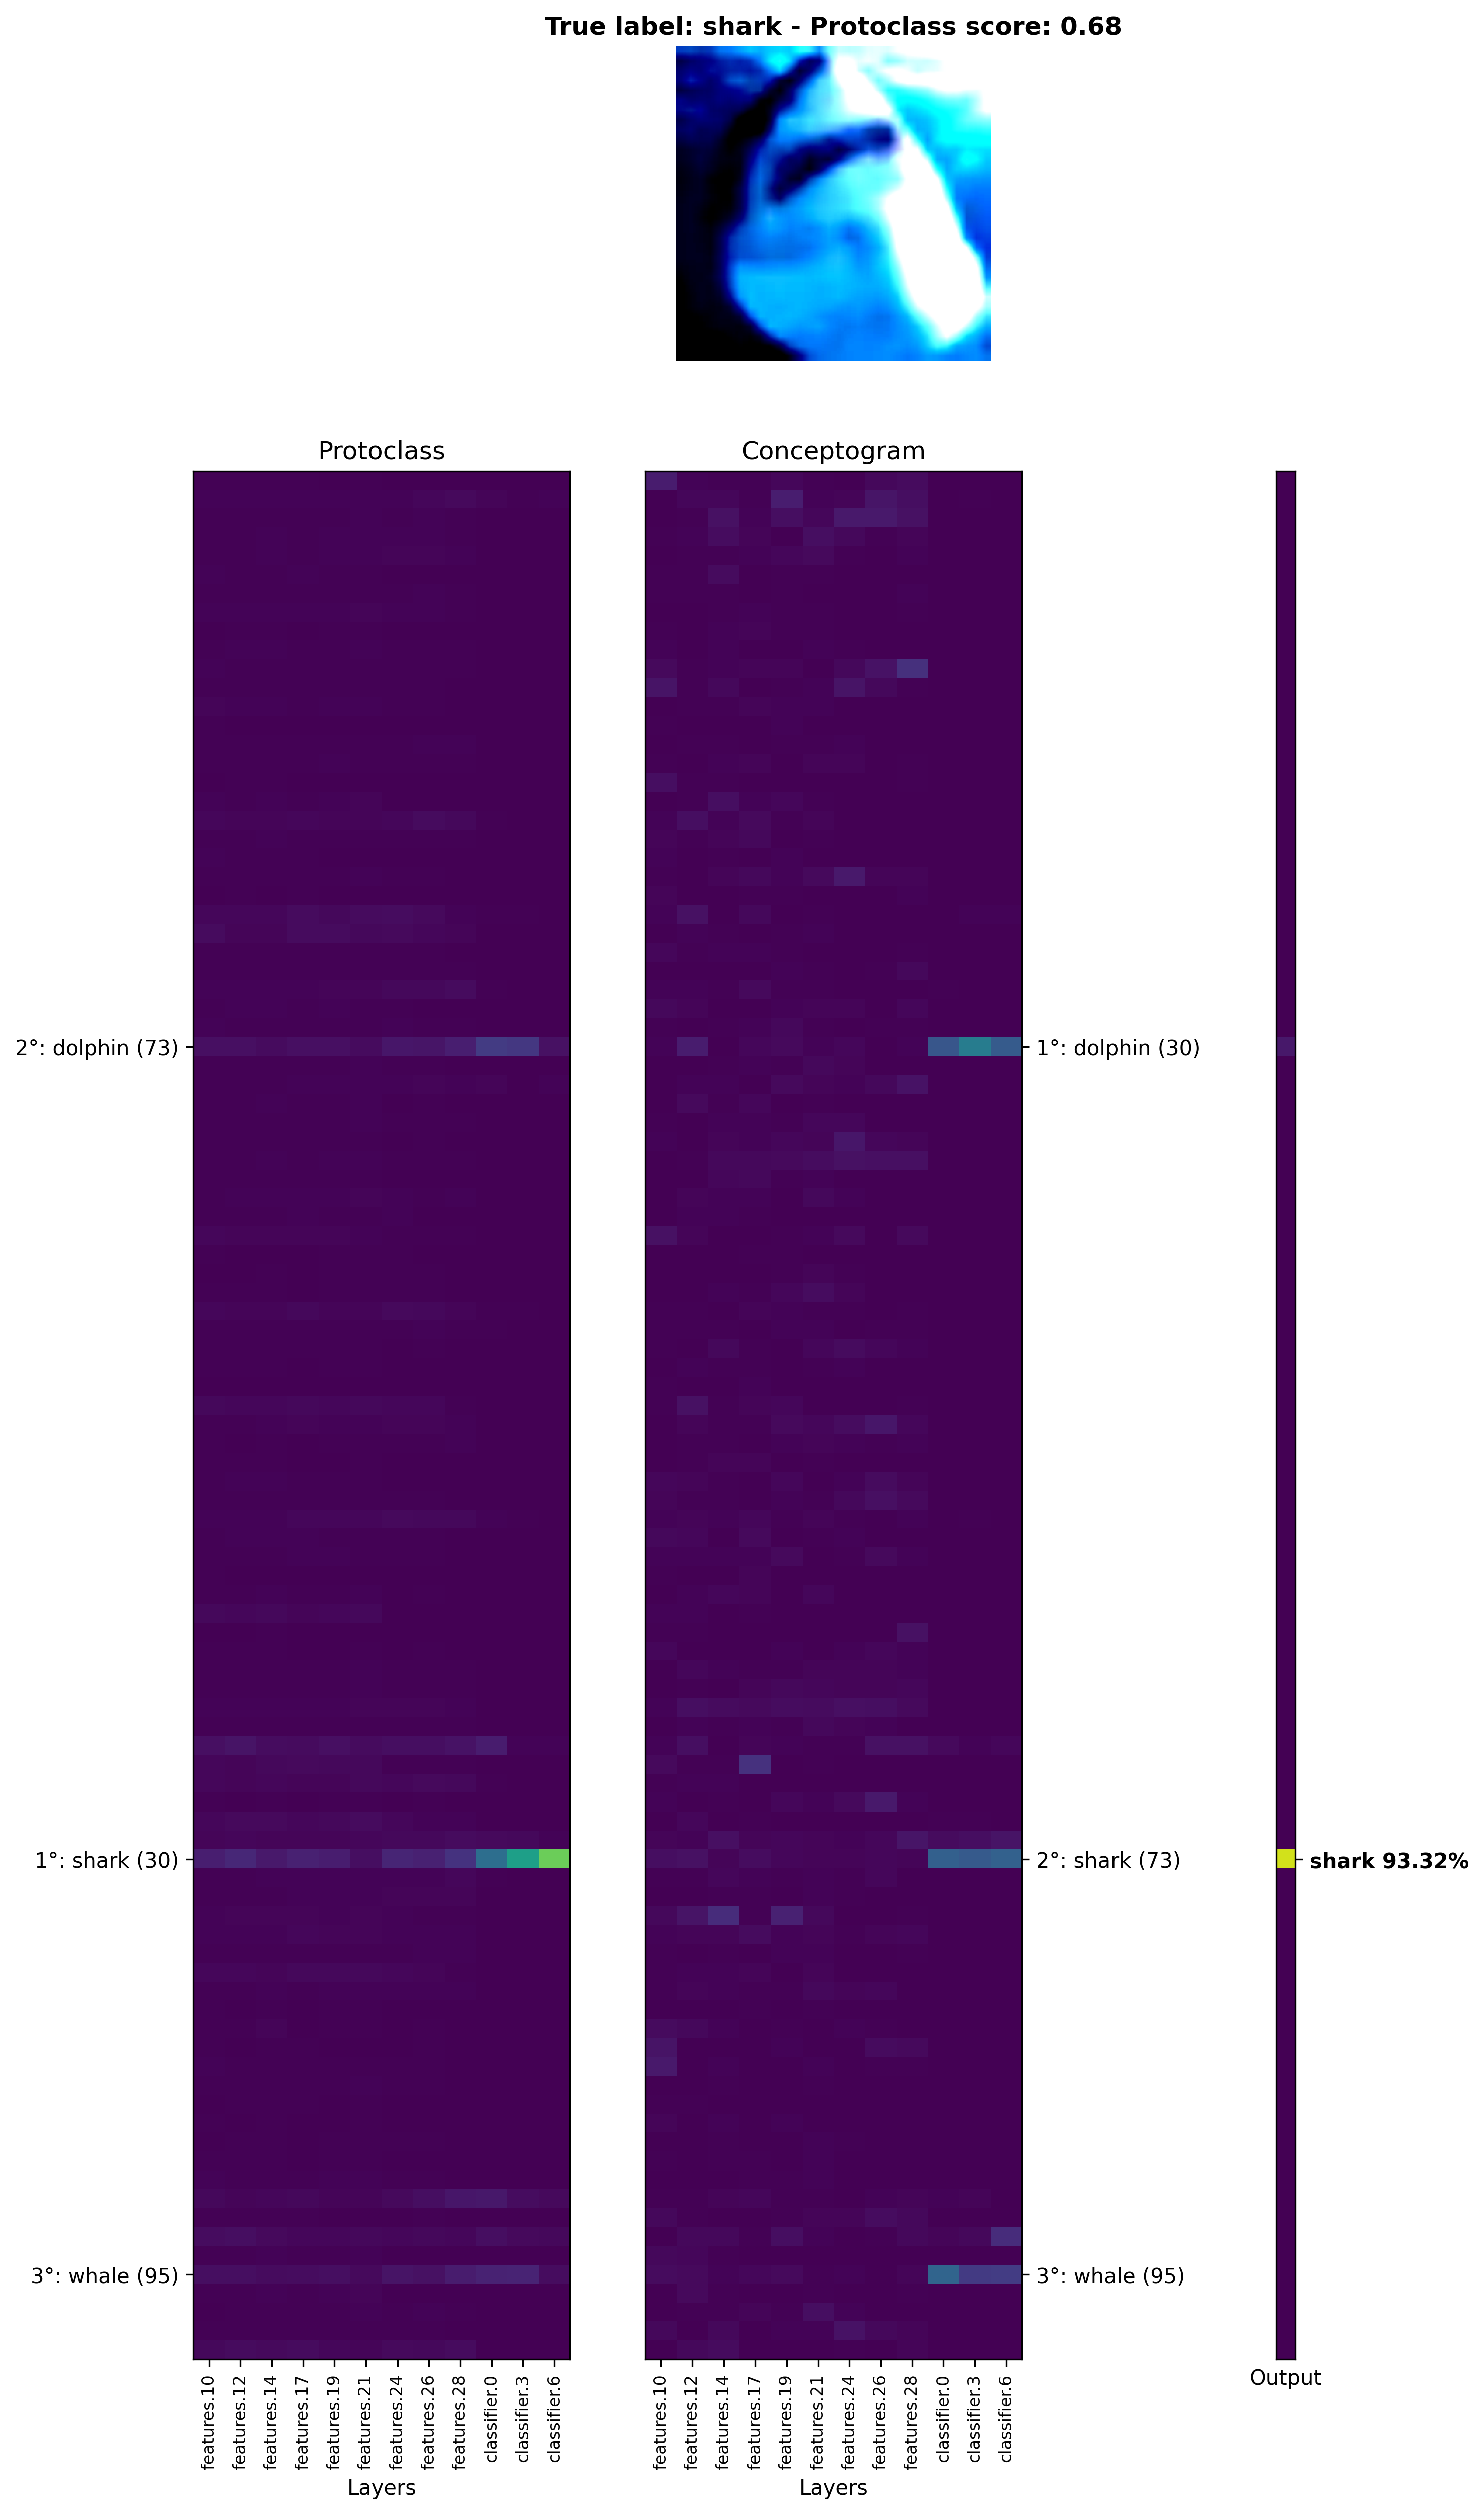 True label: shark - Protoclass score: 0.68
Protoclass
Conceptogram
2°: dolphin (73)
1°: dolphin (30)
1°: shark (30)
2°: shark (73)
shark 93.32%
3°: whale (95)
3°: whale (95)
features.10
features.12
features.14
features.17
features.19
features.21
features.24
features.26
features.28
classifier.0
classifier.3
classifier.6
Layers
features.10
features.12
features.14
features.17
features.19
features.21
features.24
features.26
features.28
classifier.0
classifier.3
classifier.6
Layers
Output